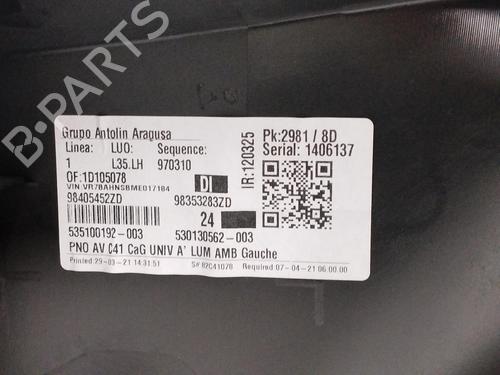 Grupo Antolin Aragusa
Linea: LUO: Sequence:
1 L35.LH 970310
OF:1D105078
VIN VR7BAHNSBME017184
DI
98405452ZD 98353283ZD
24
535100192-003 530130562-003
PNO AV C41 CaG UNIV A' LUM AMB Gauche
Printed:29-03-21 14:31:51 S# 82C41078 Required:07-04-21 06:00:00
IR:120325
Pk:2981 / 8D
Serial: 1406137
B-PARTS